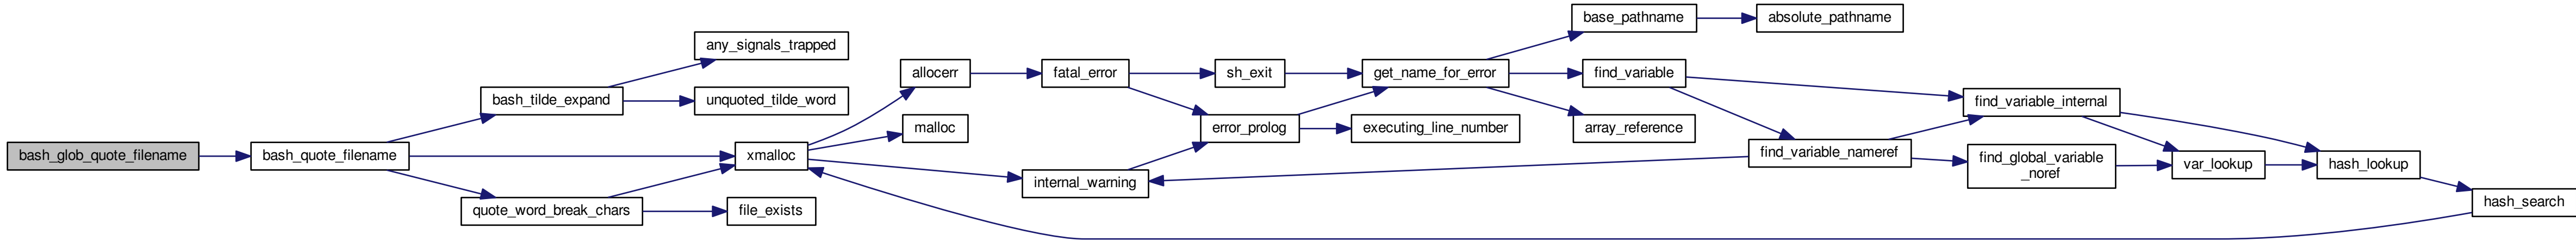 bash_glob_quote_filename
bash_quote_filename
bash_tilde_expand
quote_word_break_chars
any_signals_trapped
unquoted_tilde_word
xmalloc
file_exists
allocerr
malloc
internal_warning
fatal_error
sh_exit
error_prolog
get_name_for_error
executing_line_number
base_pathname
find_variable
array_reference
absolute_pathname
find_variable_nameref
find_variable_internal
find_global_variable
_noref
var_lookup
hash_lookup
hash_search